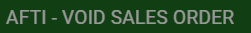 AFTI - VOID SALES ORDER